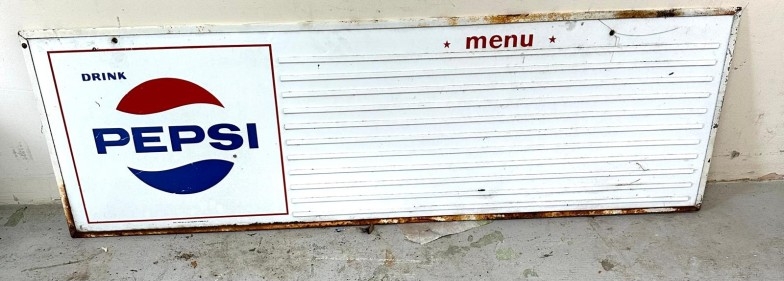 DRINK
PEPSI
★ menu ★